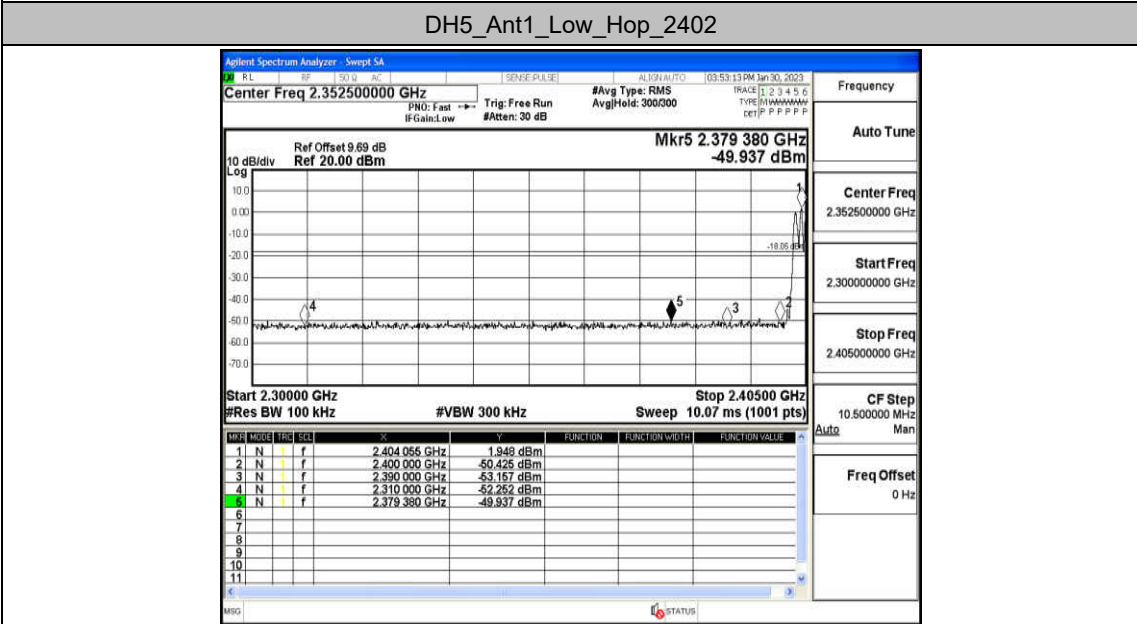 DH5_Ant1_Low_Hop_2402
Agilent Spectrum Analyzer - Swept SA
RL RF 50 Ω AC SENSE:PULSE ALIGN AUTO 03:53:13 PM Jan 30, 2023
Center Freq 2.352500000 GHz
PNO: Fast
IFGain:Low
Trig: Free Run
#Atten: 30 dB
#Avg Type: RMS
Avg|Hold: 300/300
TRACE 1 2 3 4 5 6
TYPE M
DET P P P P P P
Ref Offset 9.69 dB
Ref 20.00 dBm
10 dB/div
Log
Mkr5 2.379 380 GHz
-49.937 dBm
10.0
0.00
-10.0
-20.0
-30.0
-40.0
-50.0
-60.0
-70.0
-18.05 dBm
1
2
3
4
5
Start 2.30000 GHz
Stop 2.40500 GHz
#Res BW 100 kHz
#VBW 300 kHz
Sweep 10.07 ms (1001 pts)
MKR MODE TRC SCL X Y FUNCTION FUNCTION WIDTH FUNCTION VALUE
1 N 1 f 2.404 055 GHz 1.948 dBm
2 N 1 f 2.400 000 GHz -50.425 dBm
3 N 1 f 2.390 000 GHz -53.157 dBm
4 N 1 f 2.310 000 GHz -52.252 dBm
5 N 1 f 2.379 380 GHz -49.937 dBm
6
7
8
9
10
11
MSG
STATUS
Frequency
Auto Tune
Center Freq
2.352500000 GHz
Start Freq
2.300000000 GHz
Stop Freq
2.405000000 GHz
CF Step
10.500000 MHz
Auto Man
Freq Offset
0 Hz